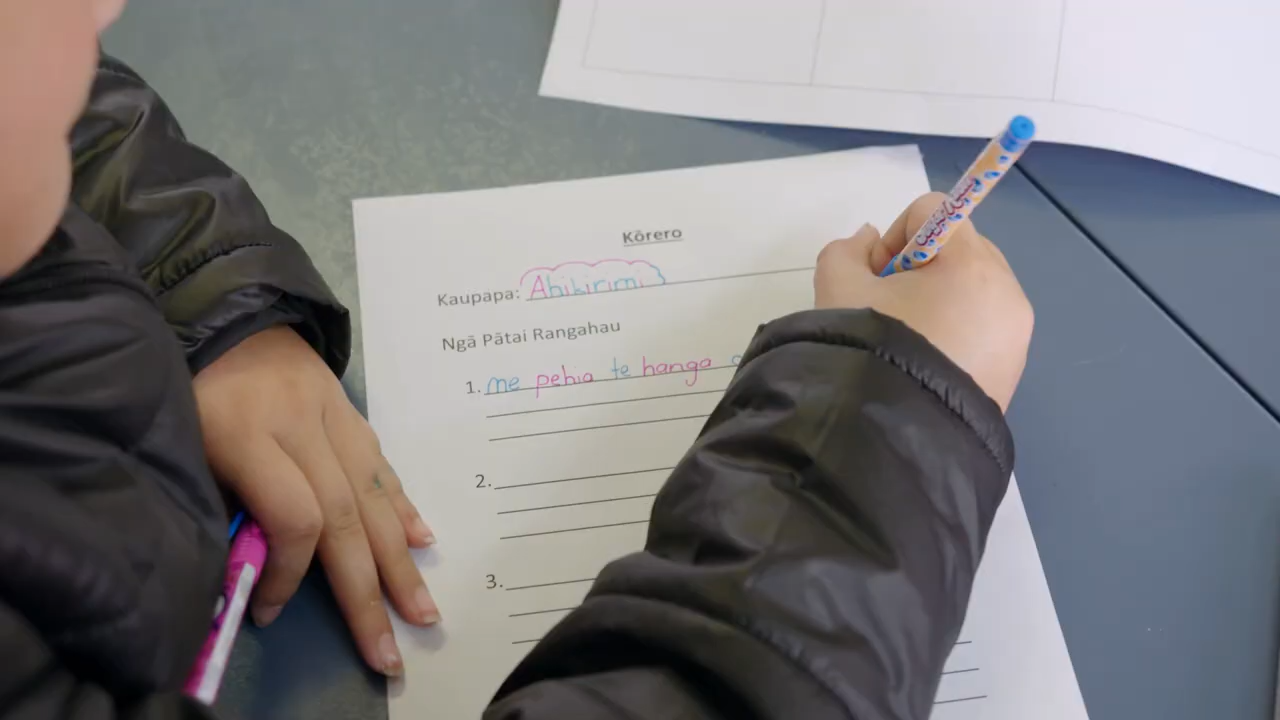 Kōrero
Kaupapa: Ahikirimi
Ngā Pātai Rangahau
1. me pehia te hanga
2.
3.